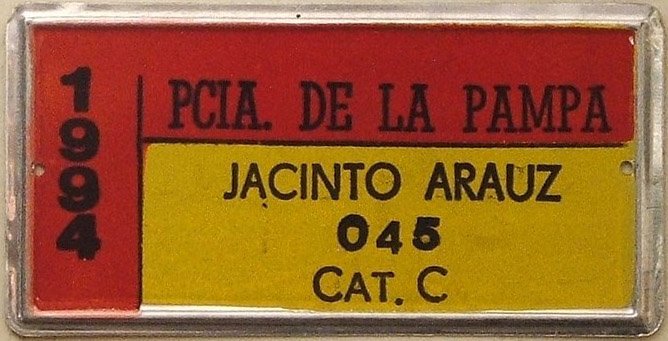 1994
PCIA. DE LA PAMPA
JACINTO ARAUZ
045
CAT. C